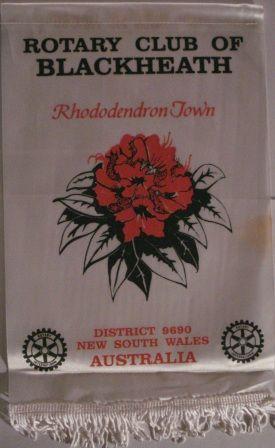 ROTARY CLUB OF
BLACKHEATH
Rhododendron Town
DISTRICT 9690
NEW SOUTH WALES
AUSTRALIA